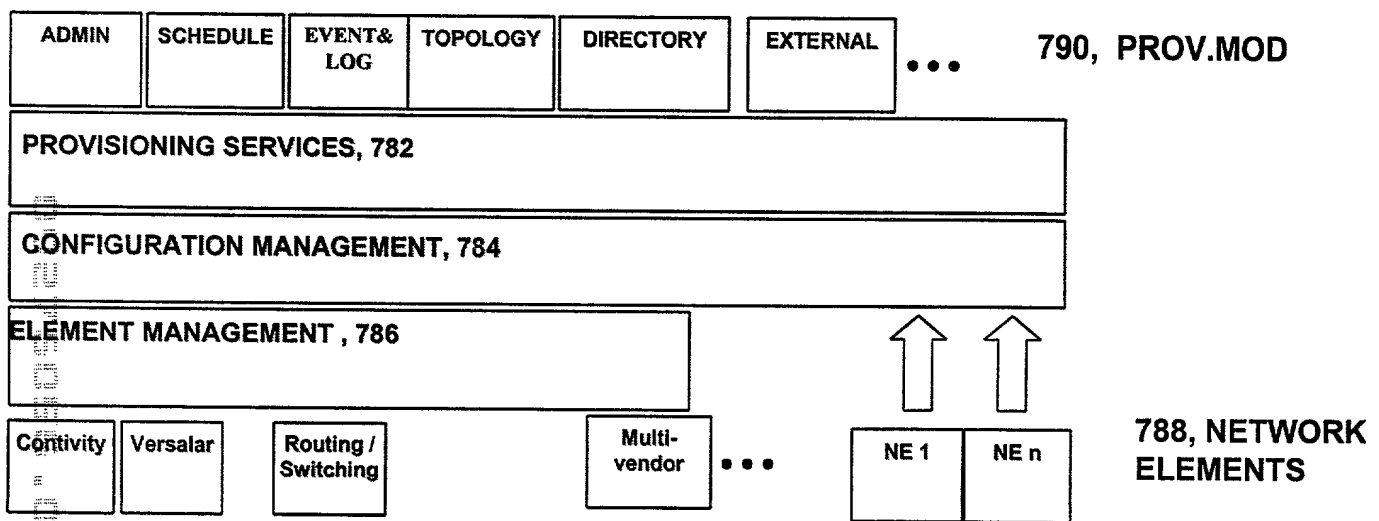 ADMIN
SCHEDULE
EVENT&
LOG
TOPOLOGY
DIRECTORY
EXTERNAL
790, PROV.MOD
PROVISIONING SERVICES, 782
CONFIGURATION MANAGEMENT, 784
ELEMENT MANAGEMENT , 786
Contivity
Versalar
Routing /
Switching
Multi-
vendor
NE 1
NE n
788, NETWORK
ELEMENTS